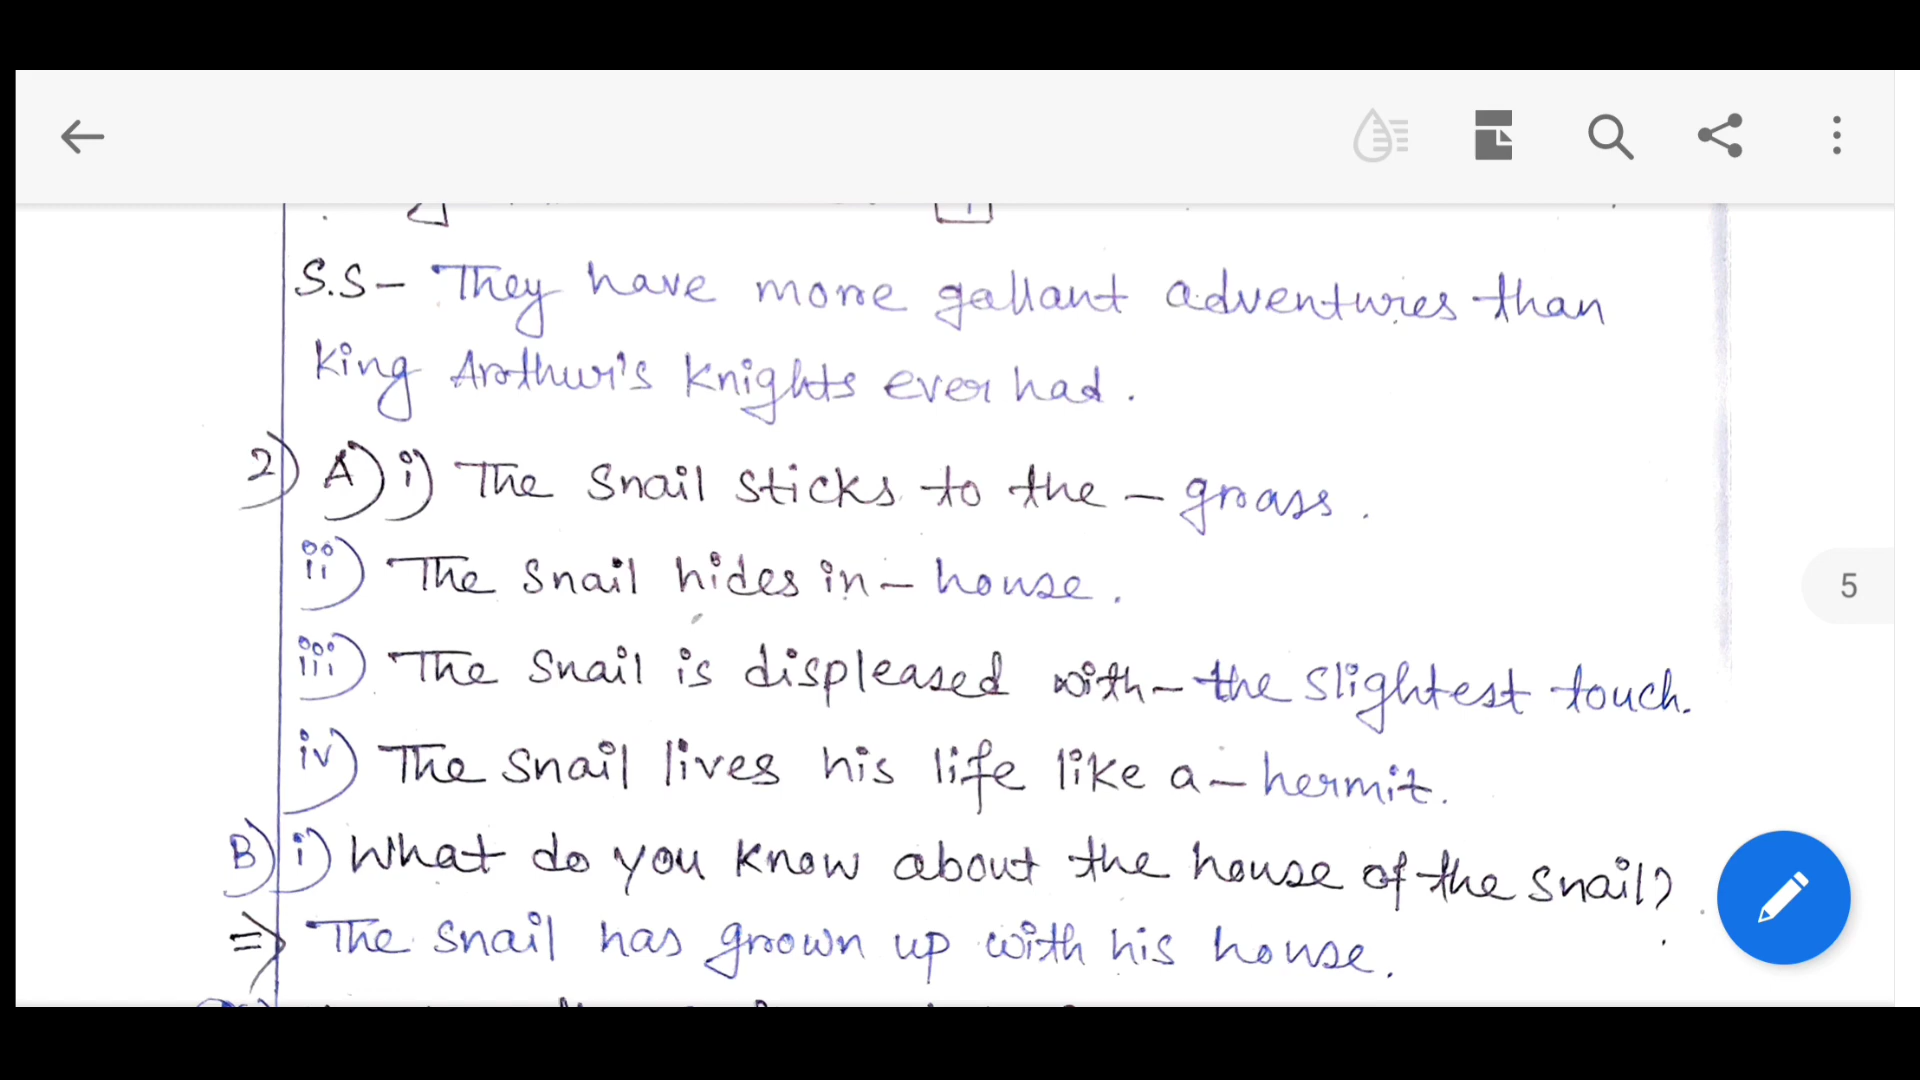 S.S- They have more gallant adventures than
King Arthur's Knights ever had.
2) A) i) The Snail sticks to the - grass.
ii) The Snail hides in - house.
iii) The Snail is displeased with - the slightest touch.
iv) The Snail lives his life like a - hermit.
B) i) What do you know about the house of the Snail?
5
=> The Snail has grown up with his house.